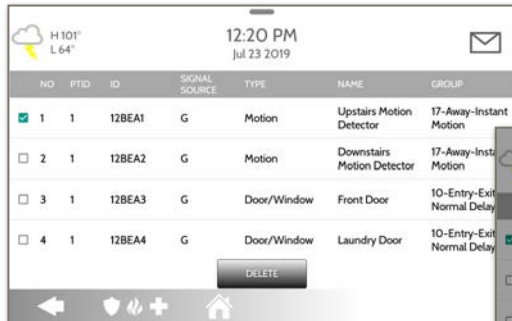 H 101°
L 64°
12:20 PM
Jul 23 2019
NO PTID ID SIGNAL SOURCE TYPE NAME GROUP
1 1 12BEA1 G Motion Upstairs Motion Detector 17-Away-Instant Motion
2 1 12BEA2 G Motion Downstairs Motion Detector 17-Away-Insta Motion
3 1 12BEA3 G Door/Window Front Door 10-Entry-Exit Normal Delay
4 1 12BEA4 G Door/Window Laundry Door 10-Entry-Exit Normal Delay
DELETE